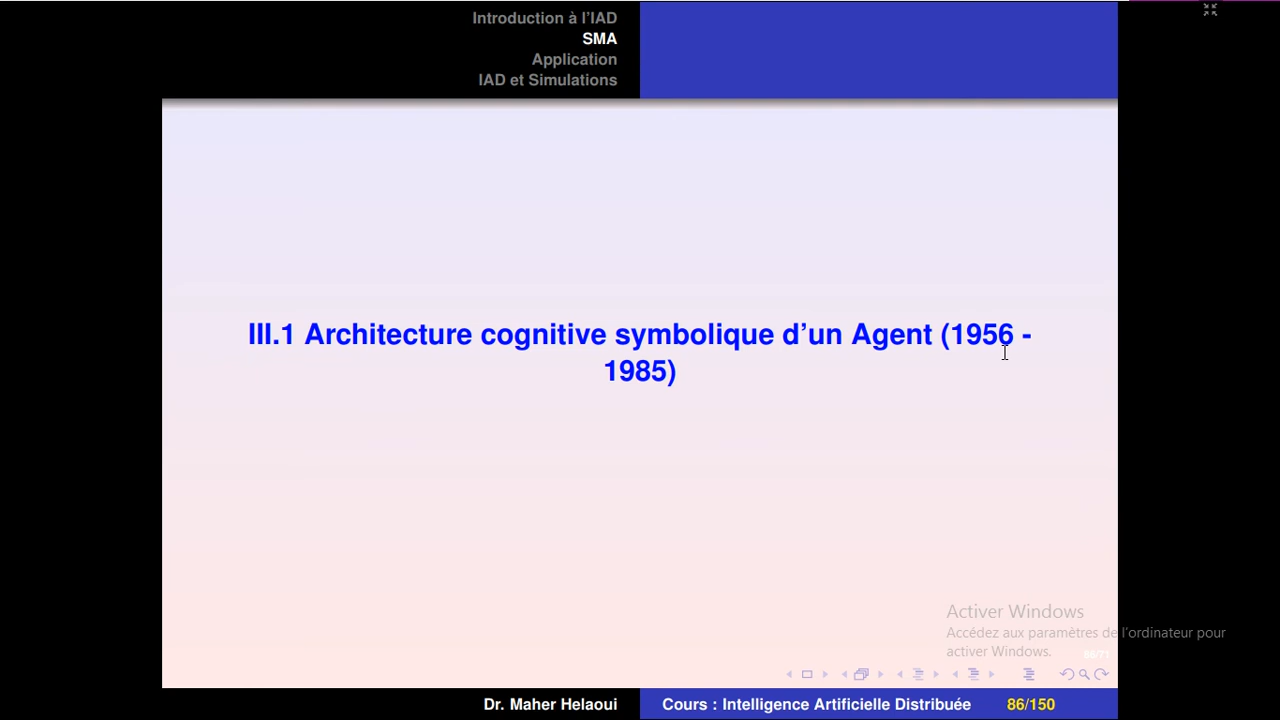 Introduction à l'IAD
SMA
Application
IAD et Simulations
III.1 Architecture cognitive symbolique d'un Agent (1956 -
1985)
Activer Windows
Accédez aux paramètres de l'ordinateur pour
activer Windows.
Dr. Maher Helaoui
Cours : Intelligence Artificielle Distribuée
86/150